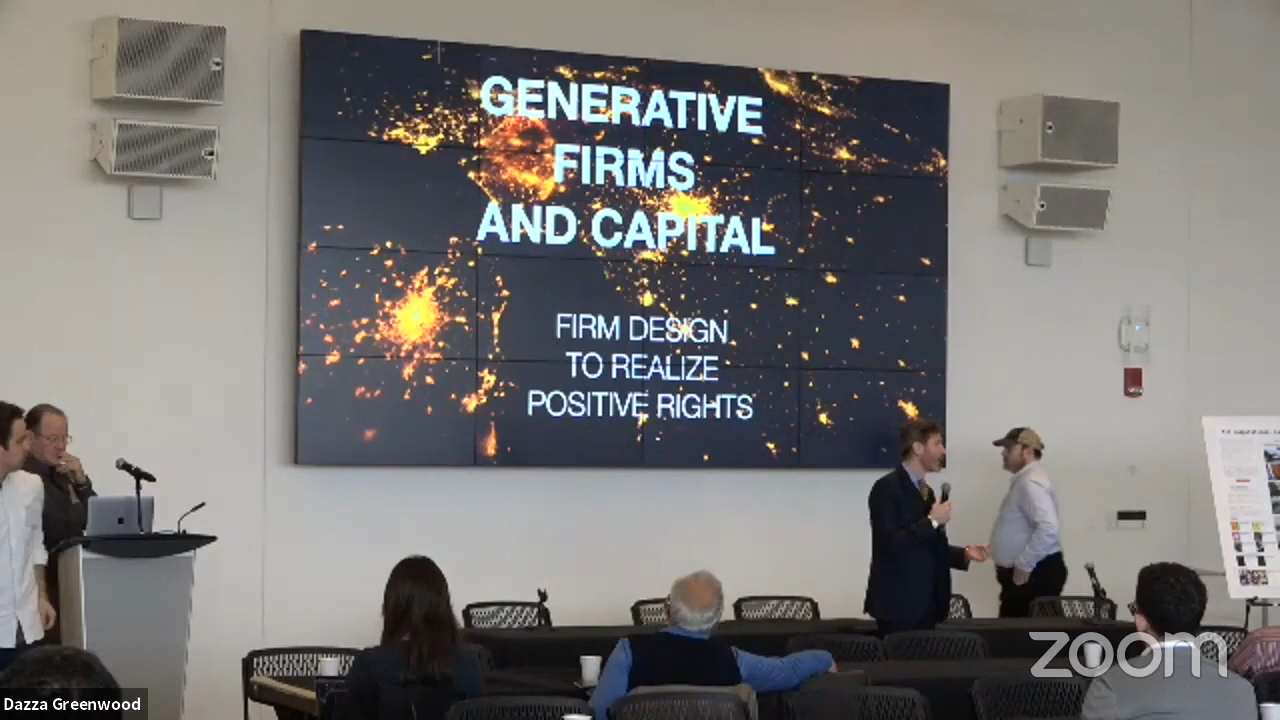 GENERATIVE
FIRMS
AND CAPITAL
FIRM DESIGN
TO REALIZE
POSITIVE RIGHTS
zoom
Dazza Greenwood